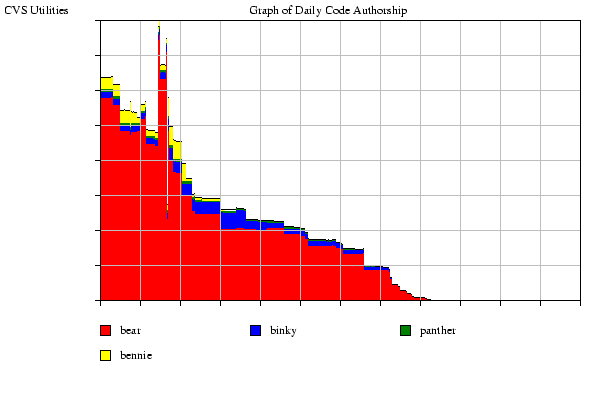 CVS Utilities
Graph of Daily Code Authorship
bear
binky
panther
bennie